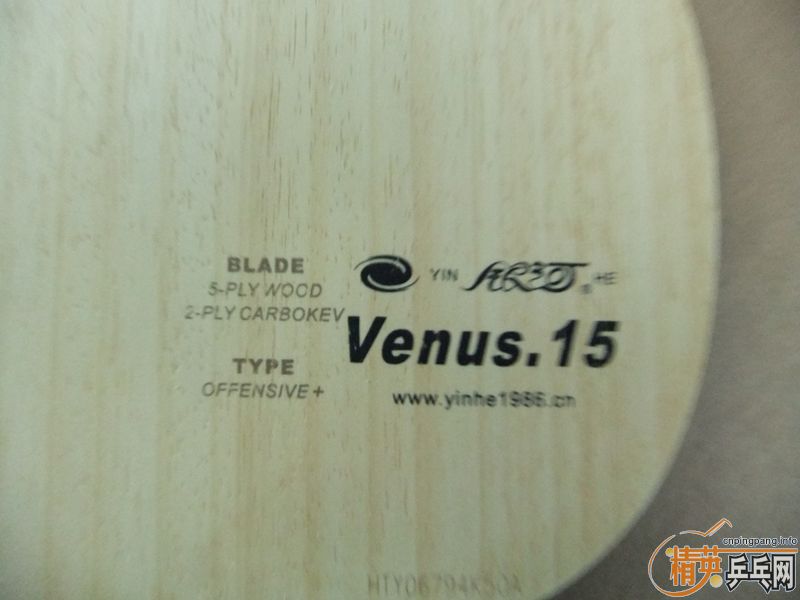 BLADE
5-PLY WOOD
2-PLY CARBOKEV
TYPE
OFFENSIVE+
YIN HE
Venus.15
www.yinhe1986.cn
cnpingpang.info
精英乒乓网